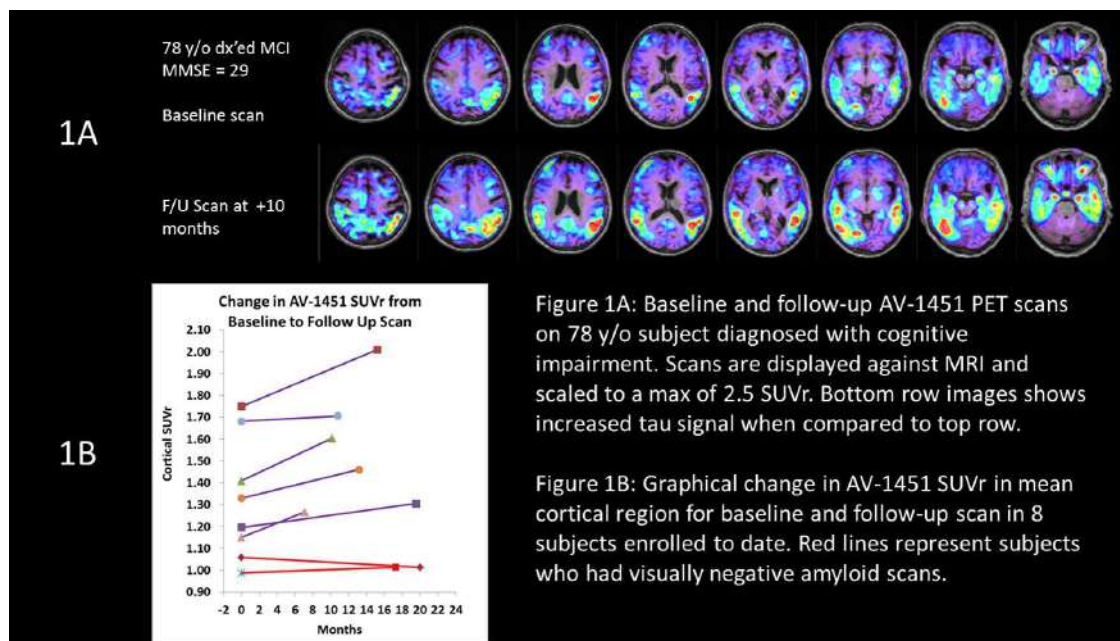 78 y/o dx'ed MCI
MMSE = 29
Baseline scan
1A
F/U Scan at +10
months
1B
Change in AV-1451 SUVr from
Baseline to Follow Up Scan
Cortical SUVr
2.10
2.00
1.90
1.80
1.70
1.60
1.50
1.40
1.30
1.20
1.10
1.00
0.90
-2 0 2 4 6 8 10 12 14 16 18 20 22 24
Months
Figure 1A: Baseline and follow-up AV-1451 PET scans
on 78 y/o subject diagnosed with cognitive
impairment. Scans are displayed against MRI and
scaled to a max of 2.5 SUVr. Bottom row images shows
increased tau signal when compared to top row.
Figure 1B: Graphical change in AV-1451 SUVr in mean
cortical region for baseline and follow-up scan in 8
subjects enrolled to date. Red lines represent subjects
who had visually negative amyloid scans.